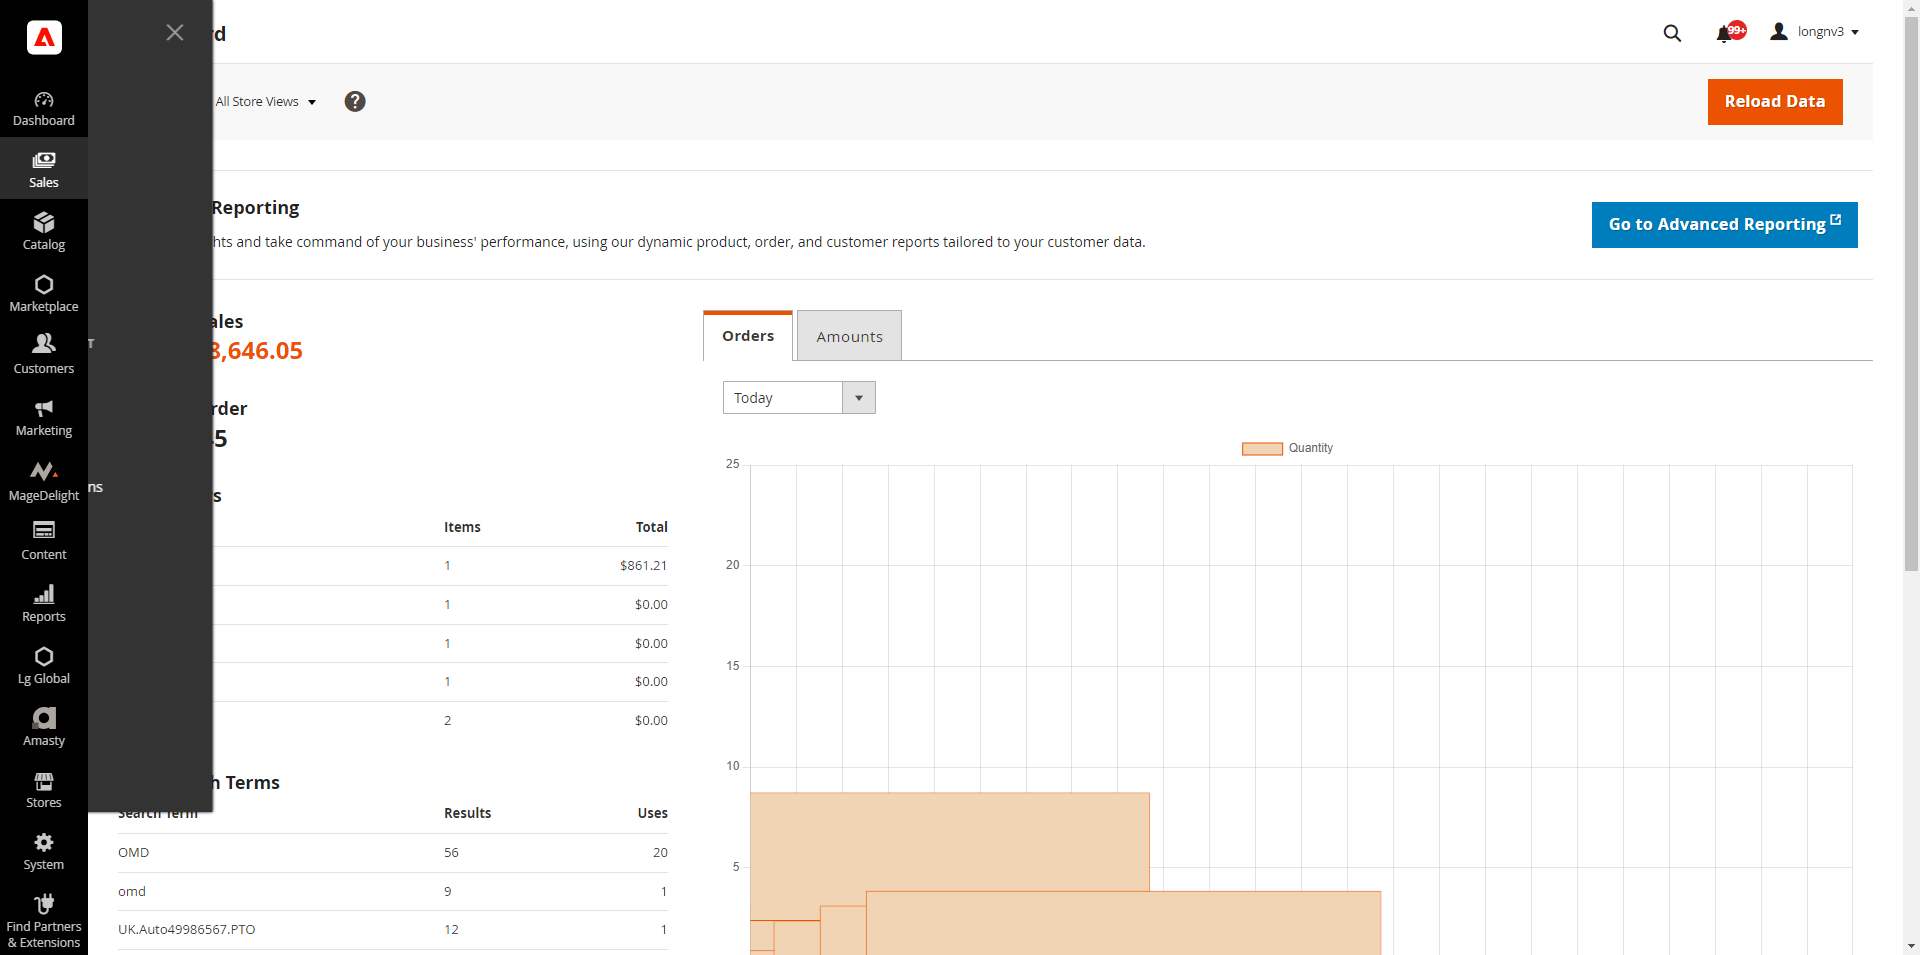 Dashboard
Sales
Catalog
Marketplace
Customers
Marketing
MageDelight
Content
Reports
Lg Global
Amasty
Stores
System
Find Partners
& Extensions
T
ns
rd
99+
longnv3
All Store Views
?
Reload Data
Reporting
hts and take command of your business' performance, using our dynamic product, order, and customer reports tailored to your customer data.
Go to Advanced Reporting
ales
8,646.05
rder
45
s
Items Total
1 $861.21
1 $0.00
1 $0.00
1 $0.00
2 $0.00
h Terms
Search Term Results Uses
OMD 56 20
omd 9 1
UK.Auto49986567.PTO 12 1
Orders Amounts
Today
Quantity
25
20
15
10
5